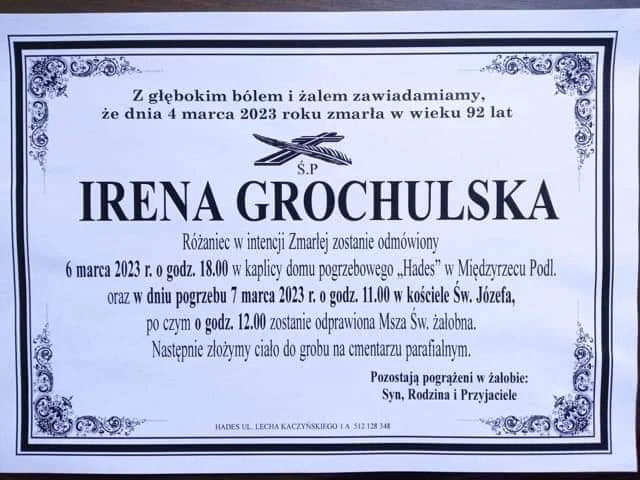 Z głębokim bólem i żalem zawiadamiamy,
że dnia 4 marca 2023 roku zmarła w wieku 92 lat
Ś.P
IRENA GROCHULSKA
Różaniec w intencji Zmarłej zostanie odmówiony
6 marca 2023 r. o godz. 18.00 w kaplicy domu pogrzebowego „Hades” w Międzyrzecu Podl.
oraz w dniu pogrzebu 7 marca 2023 r. o godz. 11.00 w kościele Św. Józefa,
po czym o godz. 12.00 zostanie odprawiona Msza Św. żałobna.
Następnie złożymy ciało do grobu na cmentarzu parafialnym.
Pozostają pogrążeni w żałobie:
Syn, Rodzina i Przyjaciele
HADES UL. LECHA KACZYŃSKIEGO 1 A 512 128 348